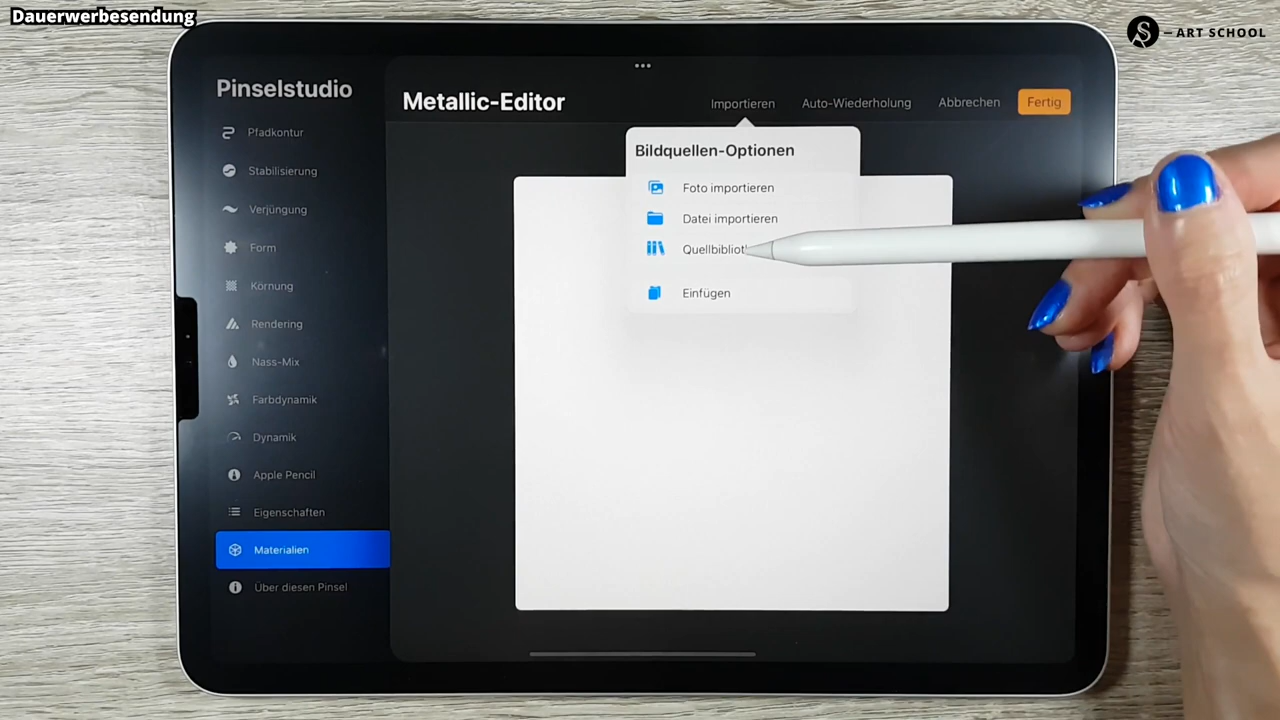 Dauerwerbesendung
S – ART SCHOOL
Pinselstudio
Pfadkontur
Stabilisierung
Verjüngung
Form
Körnung
Rendering
Nass-Mix
Farbdynamik
Dynamik
Apple Pencil
Eigenschaften
Materialien
Über diesen Pinsel
Metallic-Editor
Importieren
Auto-Wiederholung
Abbrechen
Fertig
Bildquellen-Optionen
Foto importieren
Datei importieren
Einfügen